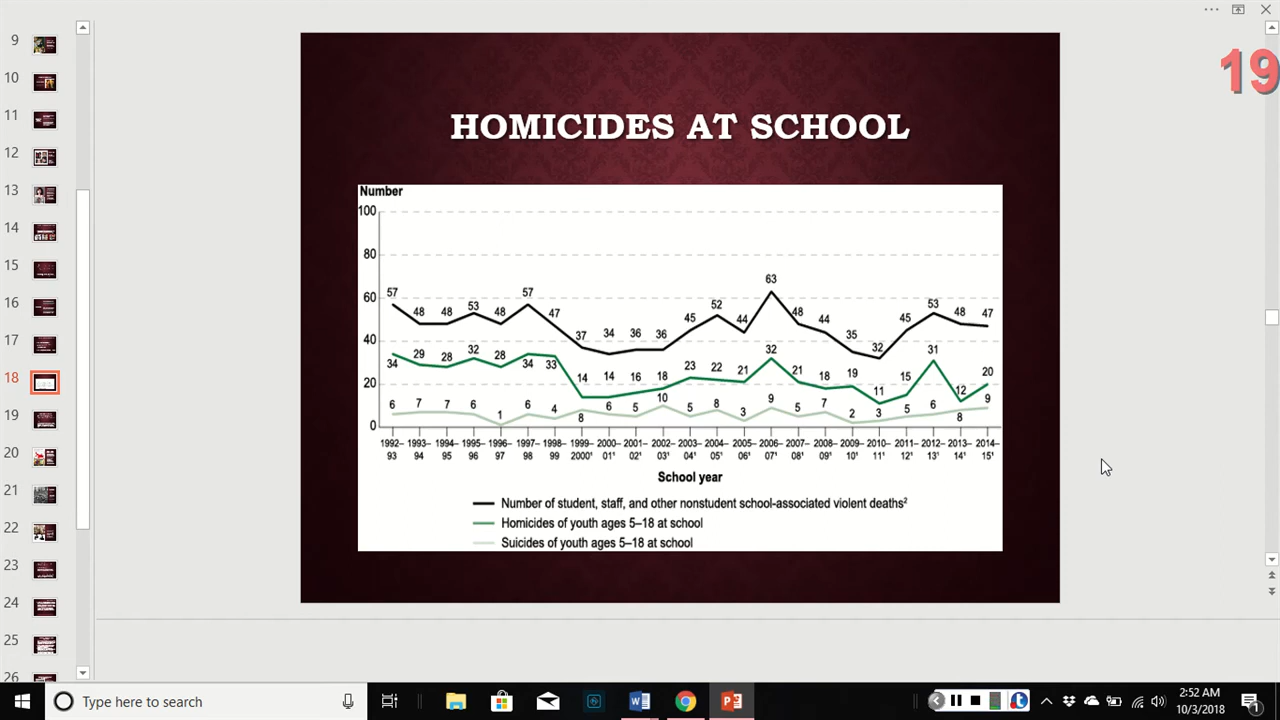 9
10
11
12
13
14
15
16
17
18
19
20
21
22
23
24
25
26
19
HOMICIDES AT SCHOOL
Number
100
80
60
40
20
0
57 48 48 53 48 57 47 37 34 36 36 45 52 44 63 48 44 35 32 45 53 48 47
34 29 28 32 28 34 33 14 14 16 18 23 22 21 32 21 18 19 11 15 31 12 20
6 7 7 6 1 6 4 8 6 5 10 5 8 3 9 5 7 2 3 5 6 8 9
1992– 1993– 1994– 1995– 1996– 1997– 1998– 1999– 2000– 2001– 2002– 2003– 2004– 2005– 2006– 2007– 2008– 2009– 2010– 2011– 2012– 2013– 2014–
93 94 95 96 97 98 99 2000¹ 01¹ 02¹ 03¹ 04¹ 05¹ 06¹ 07¹ 08¹ 09¹ 10¹ 11¹ 12¹ 13¹ 14¹ 15¹
School year
Number of student, staff, and other nonstudent school-associated violent deaths²
Homicides of youth ages 5–18 at school
Suicides of youth ages 5–18 at school
Type here to search
2:52 AM
10/3/2018
1